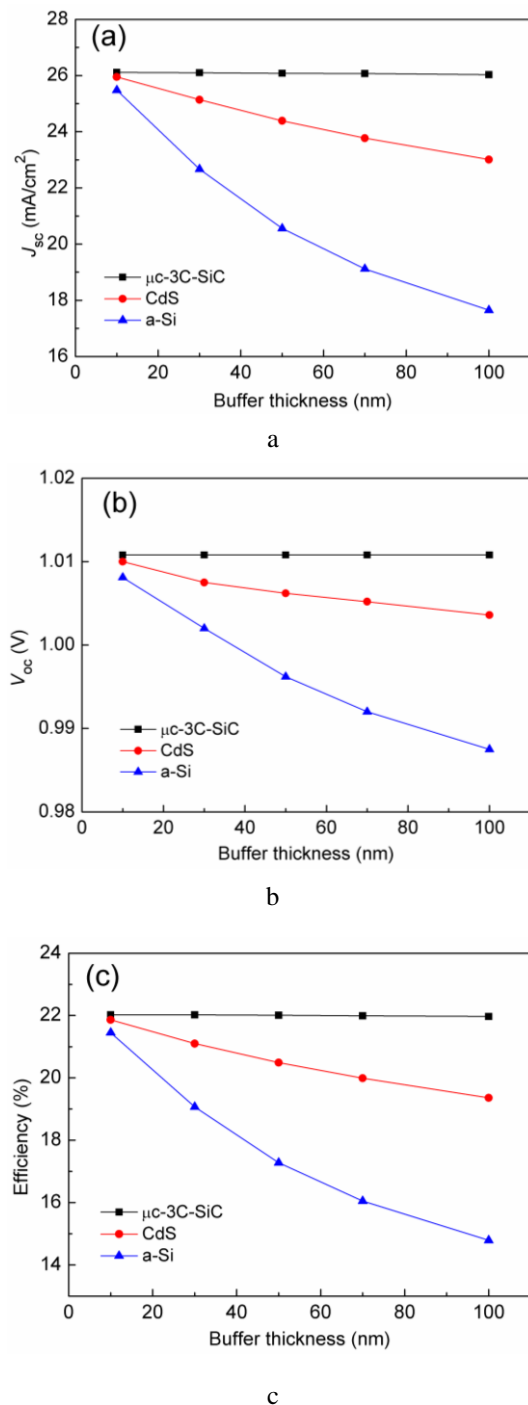 (a)
28
26
24
22
20
18
16
J_sc (mA/cm²)
μc-3C-SiC
CdS
a-Si
0 20 40 60 80 100
Buffer thickness (nm)
a
(b)
1.02
1.01
1.00
0.99
0.98
V_oc (V)
μc-3C-SiC
CdS
a-Si
0 20 40 60 80 100
Buffer thickness (nm)
b
(c)
24
22
20
18
16
14
Efficiency (%)
μc-3C-SiC
CdS
a-Si
0 20 40 60 80 100
Buffer thickness (nm)
c